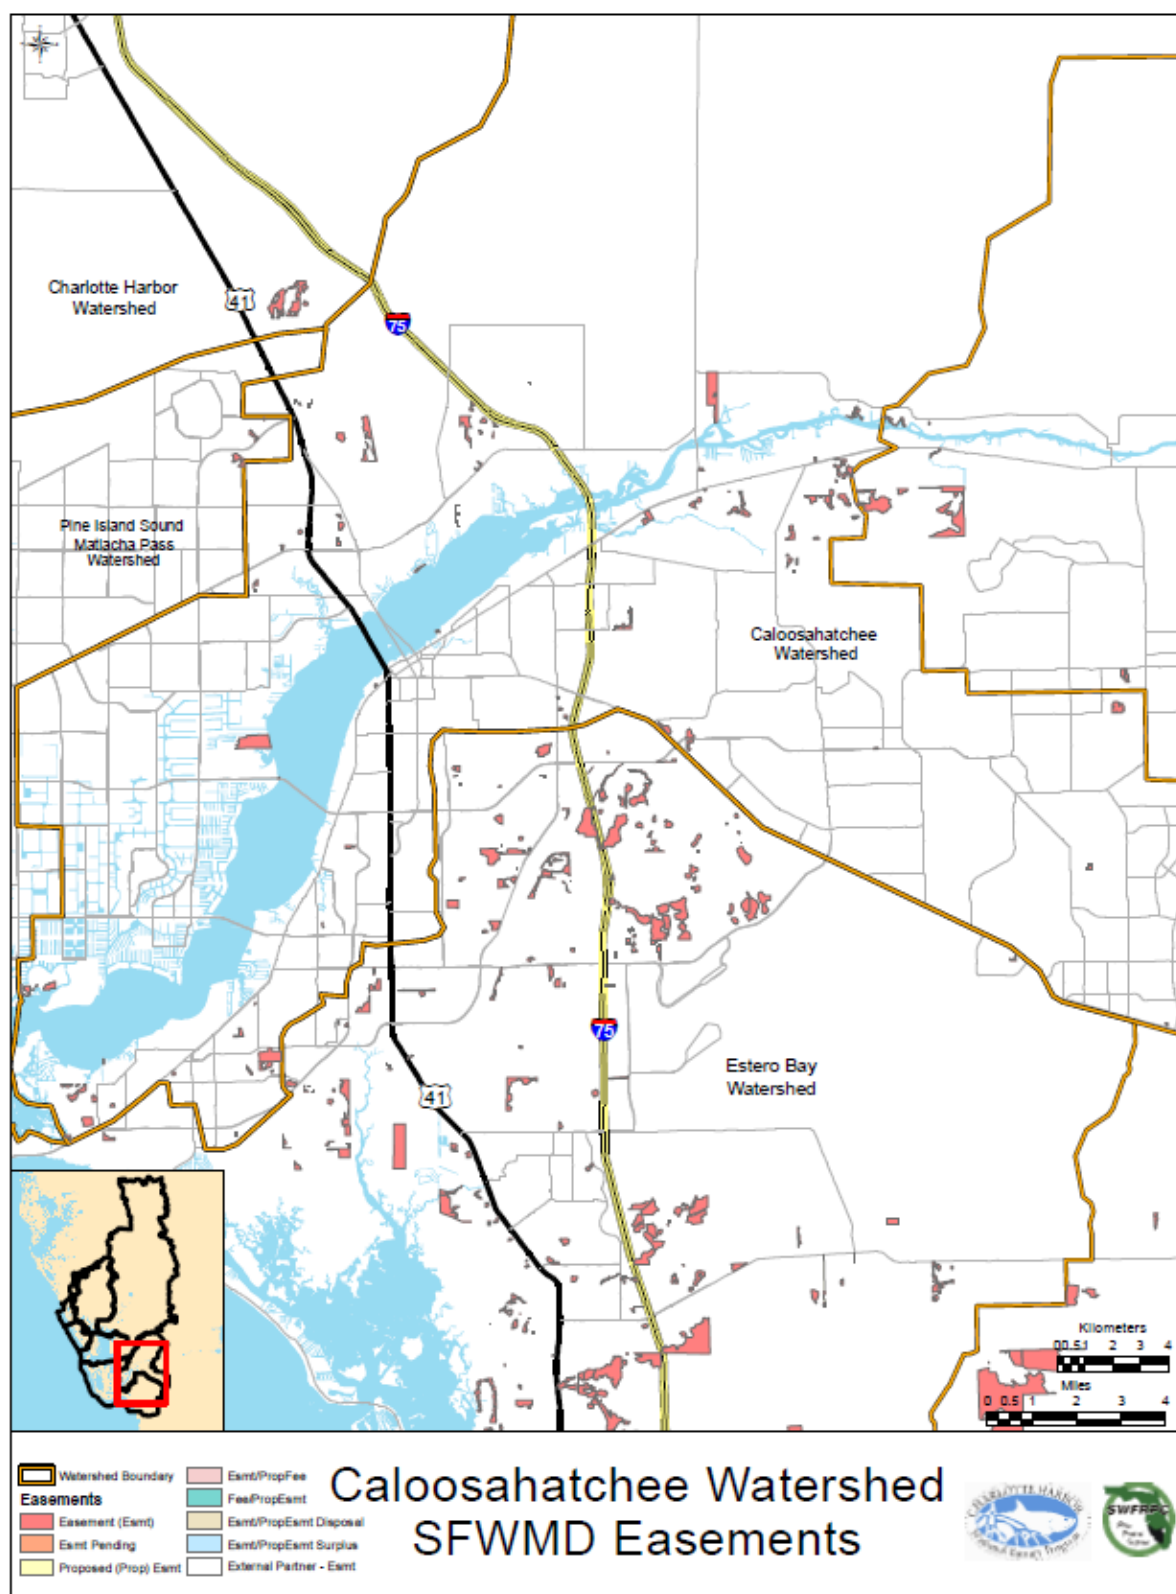 Charlotte Harbor
Watershed
41
75
Pine Island Sound
Matlacha Pass
Watershed
Caloosahatchee
Watershed
75
Estero Bay
Watershed
41
Kilometers
0 0.5 1 2 3 4
Miles
0 0.5 1 2 3 4
Watershed Boundary
Easements
Easement (Esmt)
Esmt Pending
Proposed (Prop) Esmt
Esmt/PropFee
Fee/PropEsmt
Esmt/PropEsmt Disposal
Esmt/PropEsmt Surplus
External Partner - Esmt
Caloosahatchee Watershed
SFWMD Easements
CHARLOTTE HARBOR
SWFRPC